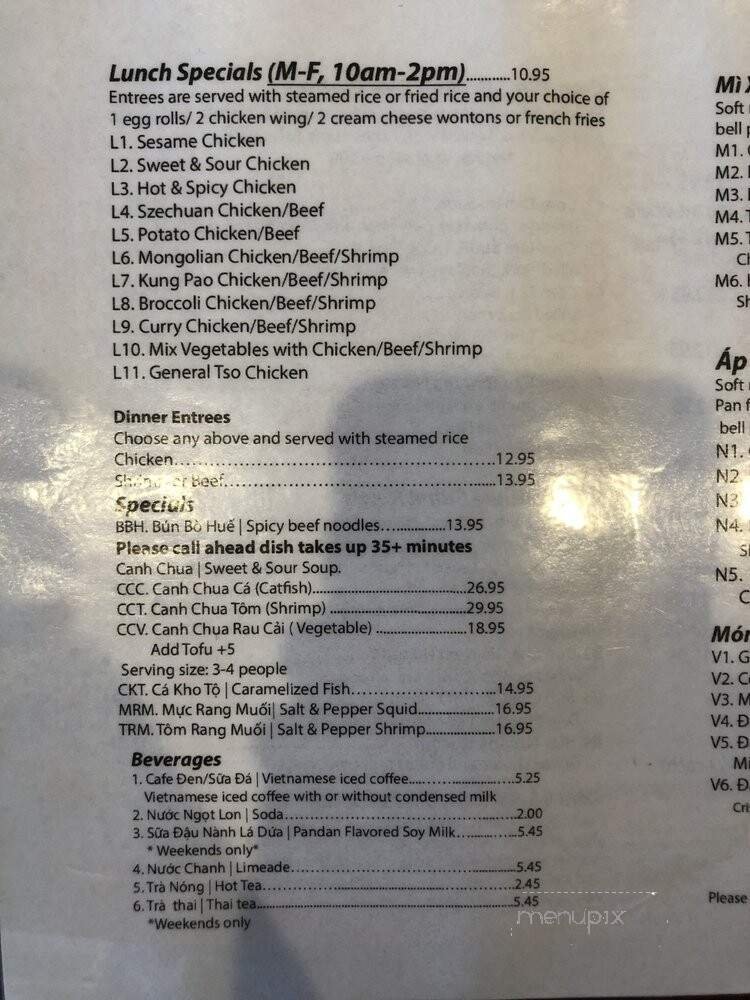 Lunch Specials (M-F, 10am-2pm)............10.95
Entrees are served with steamed rice or fried rice and your choice of
1 egg rolls/ 2 chicken wing/ 2 cream cheese wontons or french fries
L1. Sesame Chicken
L2. Sweet & Sour Chicken
L3. Hot & Spicy Chicken
L4. Szechuan Chicken/Beef
L5. Potato Chicken/Beef
L6. Mongolian Chicken/Beef/Shrimp
L7. Kung Pao Chicken/Beef/Shrimp
L8. Broccoli Chicken/Beef/Shrimp
L9. Curry Chicken/Beef/Shrimp
L10. Mix Vegetables with Chicken/Beef/Shrimp
L11. General Tso Chicken
Dinner Entrees
Choose any above and served with steamed rice
Chicken...............................................12.95
Shrimp or Beef.......................................13.95
Specials
BBH. Bún Bò Huế | Spicy beef noodles................13.95
Please call ahead dish takes up 35+ minutes
Canh Chua | Sweet & Sour Soup.
CCC. Canh Chua Cá (Catfish)..................................26.95
CCT. Canh Chua Tôm (Shrimp) ..............................29.95
CCV. Canh Chua Rau Cải ( Vegetable) ....................18.95
Add Tofu +5
Serving size: 3-4 people
CKT. Cá Kho Tộ | Caramelized Fish........................14.95
MRM. Mực Rang Muối| Salt & Pepper Squid.................16.95
TRM. Tôm Rang Muối | Salt & Pepper Shrimp...............16.95
Beverages
1. Cafe Đen/Sữa Đá | Vietnamese iced coffee.......................5.25
Vietnamese iced coffee with or without condensed milk
2. Nước Ngọt Lon | Soda..........................................2.00
3. Sữa Đậu Nành Lá Dứa | Pandan Flavored Soy Milk..............5.45
* Weekends only*
4. Nước Chanh | Limeade..........................................5.45
5. Trà Nóng | Hot Tea.............................................2.45
6. Trà thai | Thai tea..............................................5.45
*Weekends only
Mì
Soft
bell
M1.
M2.
M3.
M4.
M5.
M6.
Áp
Soft
Pan
bell
N1.
N2
N3
N4.
N5.
V1. G
V2.
V3. M
V4. Đ
V5. Đ
V6.
Please
menupix